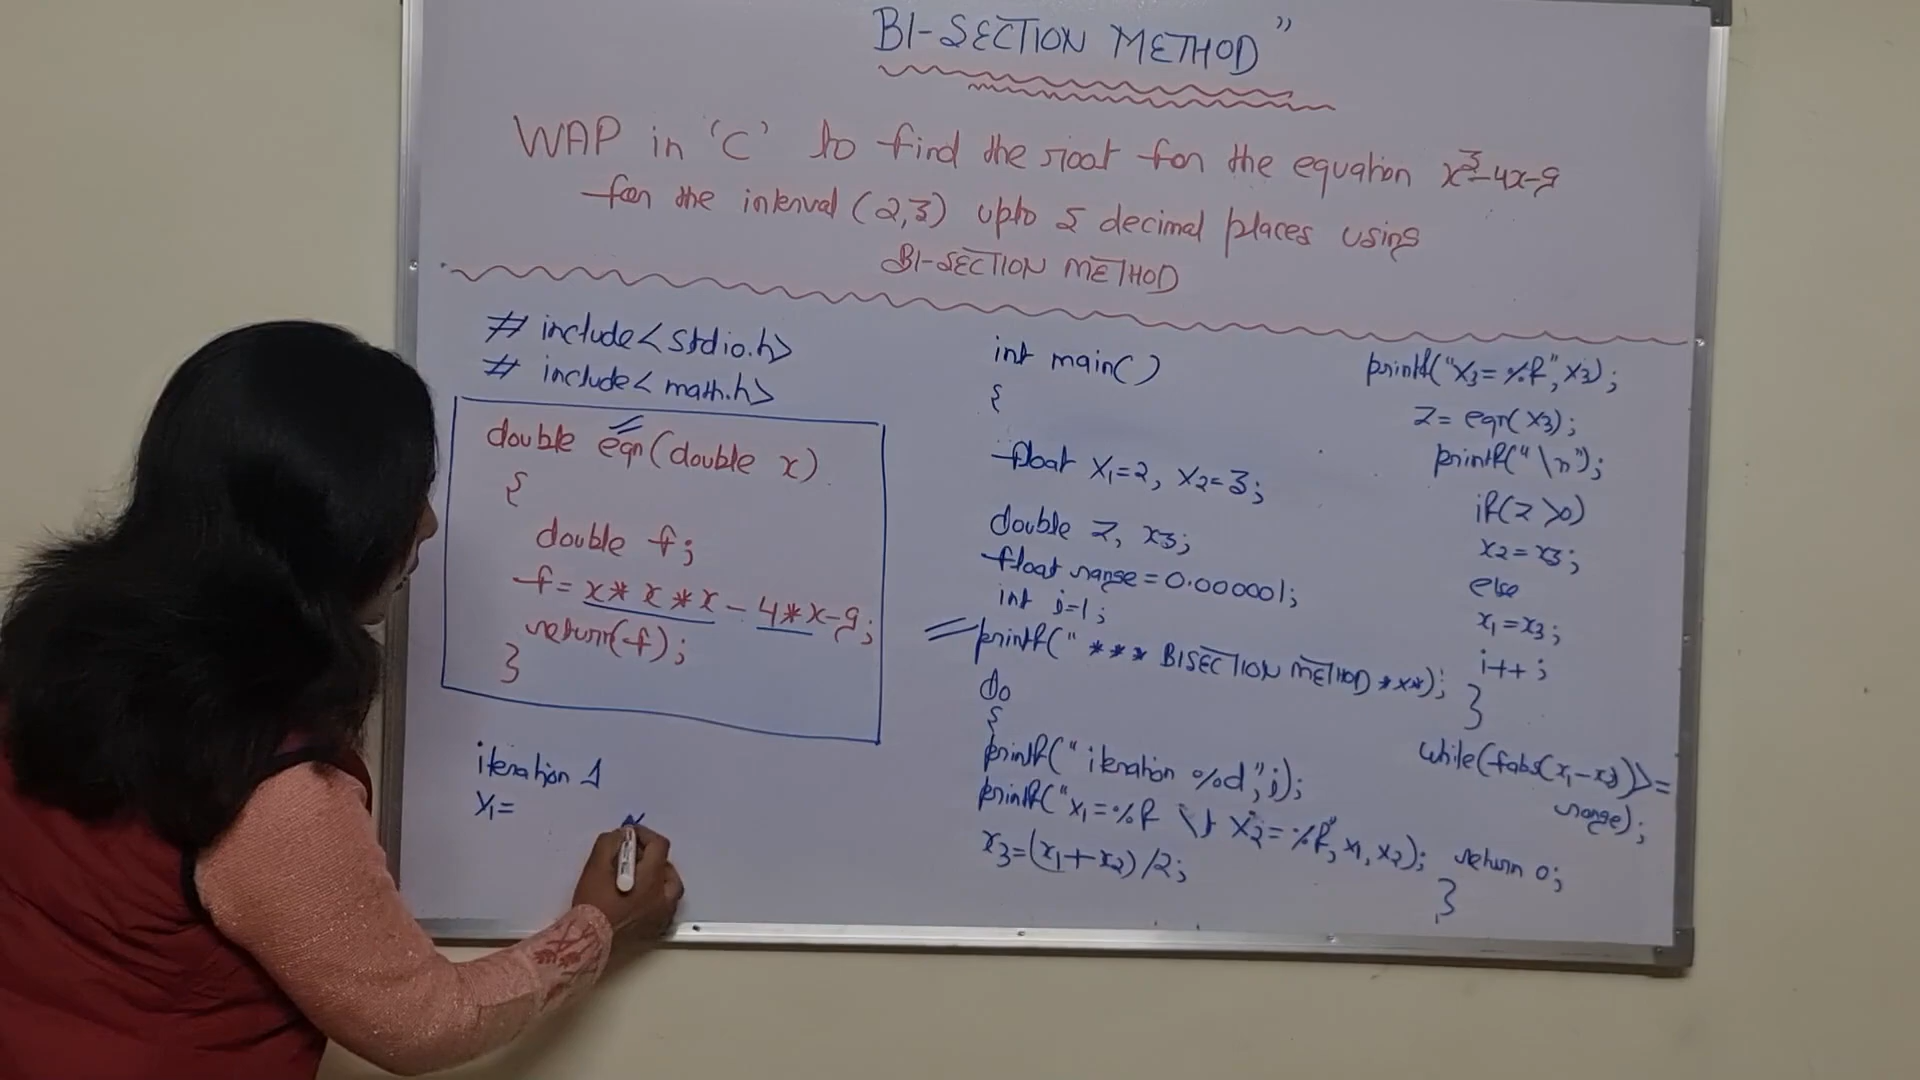 BI-SECTION METHOD"
WAP in 'C' to find the root for the equation x³-4x-9
for the interval (2,3) upto 5 decimal places using
BI-SECTION METHOD
# include<stdio.h>
# include<math.h>
double eqn(double x)
{
double f;
f= x*x*x - 4*x-9;
return(f);
}
iteration 1
X1=
int main()
{
float X1=2, X2=3;
double Z, x3;
float range=0.00001;
int i=1;
printf(" *** BISECTION METHOD ***);
do
{
printf("iteration %d",i);
printf("X1=%f \t X2=%f", x1, x2);
x3=(x1+x2)/2;
printf("X3=%f",X3);
Z= eqn(X3);
printf("\n");
if(Z>0)
x2=x3;
else
x1=x3;
i++;
}
while(fabs(x1-x3)>=
range);
return 0;
}